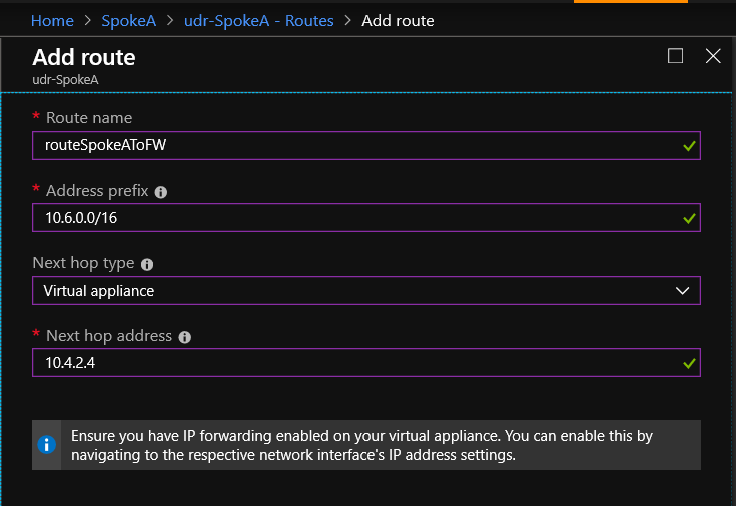 Home > SpokeA > udr-SpokeA - Routes > Add route
Add route
udr-SpokeA
* Route name
routeSpokeAToFW
* Address prefix
10.6.0.0/16
Next hop type
Virtual appliance
* Next hop address
10.4.2.4
Ensure you have IP forwarding enabled on your virtual appliance. You can enable this by
navigating to the respective network interface's IP address settings.